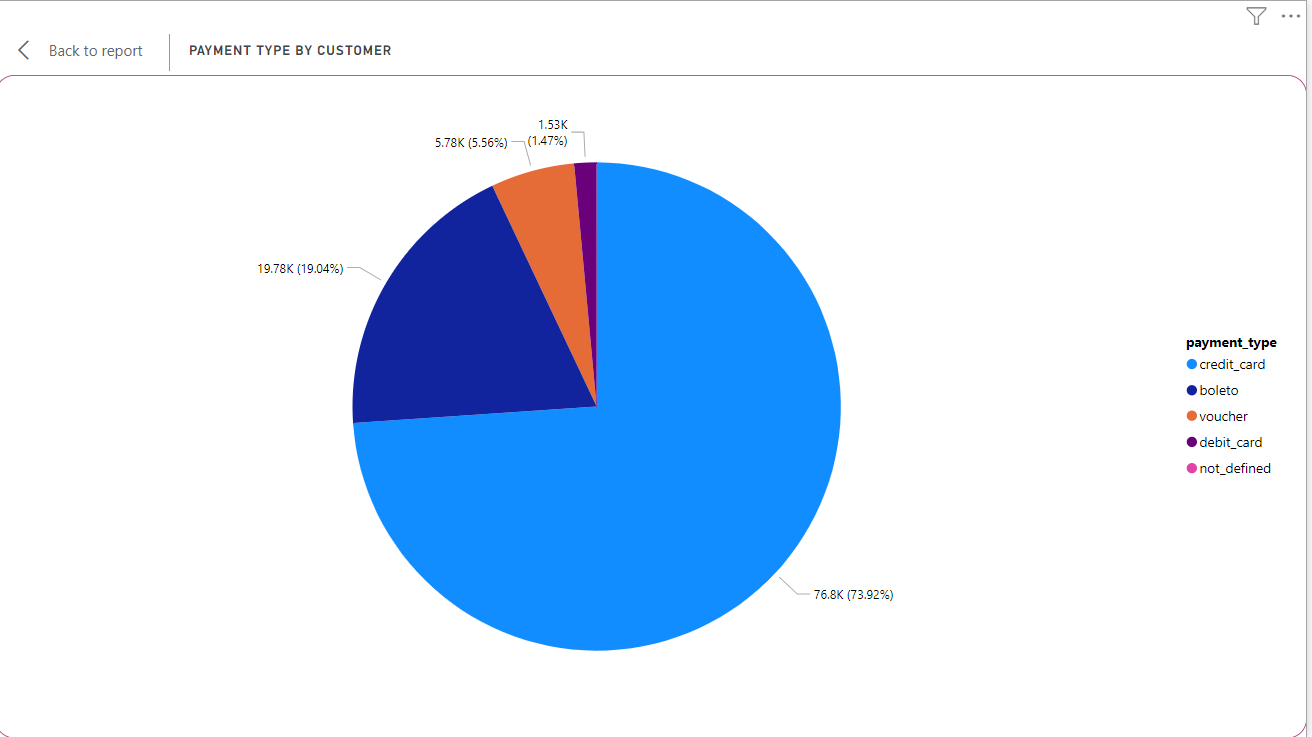 Back to report
PAYMENT TYPE BY CUSTOMER
1.53K
(1.47%)
5.78K (5.56%)
19.78K (19.04%)
76.8K (73.92%)
payment_type
credit_card
boleto
voucher
debit_card
not_defined